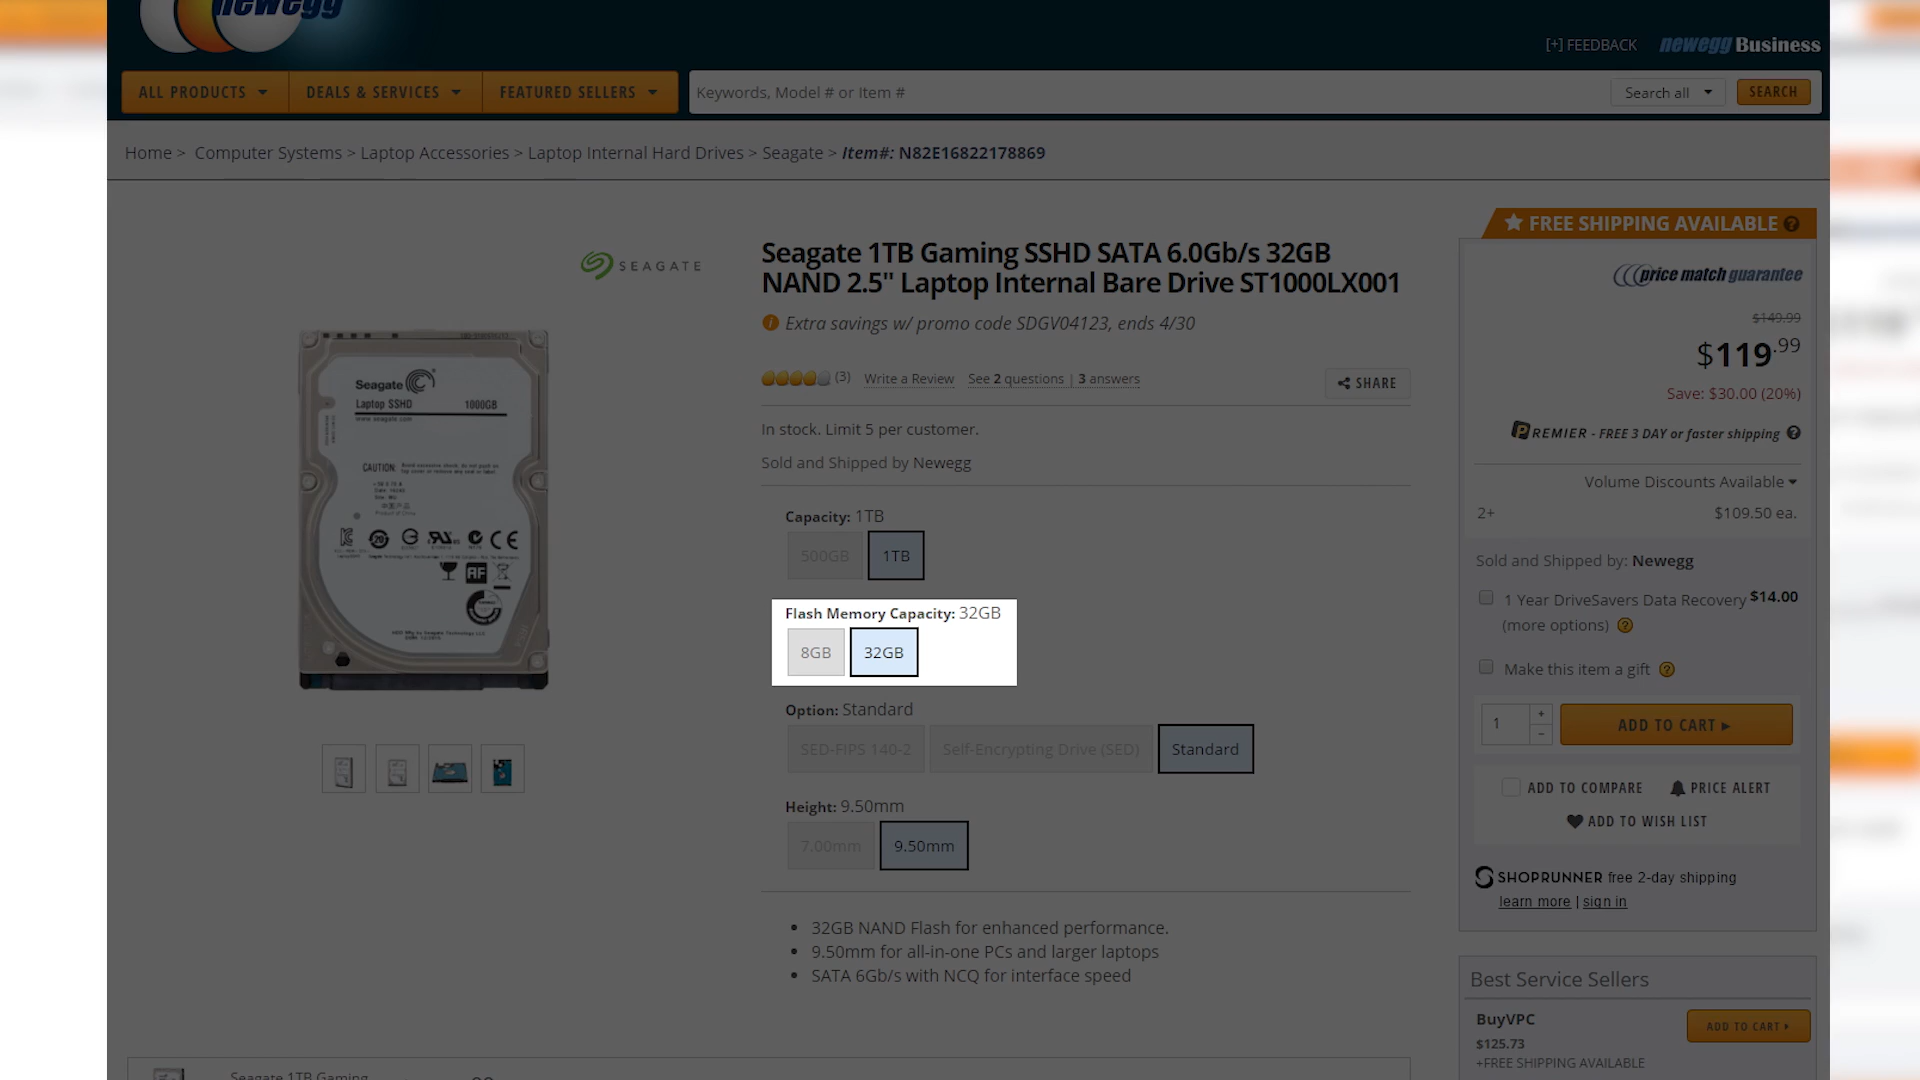 newegg
[+] FEEDBACK
newegg Business
ALL PRODUCTS
DEALS & SERVICES
FEATURED SELLERS
Keywords, Model # or Item #
Search all
SEARCH
Home > Computer Systems > Laptop Accessories > Laptop Internal Hard Drives > Seagate > Item#: N82E16822178869
SEAGATE
Seagate
Laptop SSHD 1000GB
www.seagate.com
CAUTION:
Seagate 1TB Gaming SSHD SATA 6.0Gb/s 32GB
NAND 2.5" Laptop Internal Bare Drive ST1000LX001
Extra savings w/ promo code SDGV04123, ends 4/30
(3) Write a Review See 2 questions | 3 answers
SHARE
In stock. Limit 5 per customer.
Sold and Shipped by Newegg
Capacity: 1TB
500GB
1TB
Flash Memory Capacity: 32GB
8GB
32GB
Option: Standard
SED-FIPS 140-2
Self-Encrypting Drive (SED)
Standard
Height: 9.50mm
7.00mm
9.50mm
32GB NAND Flash for enhanced performance.
9.50mm for all-in-one PCs and larger laptops
SATA 6Gb/s with NCQ for interface speed
FREE SHIPPING AVAILABLE
price match guarantee
$149.99
$119.99
Save: $30.00 (20%)
PREMIER - FREE 3 DAY or faster shipping
Volume Discounts Available
2+ $109.50 ea.
Sold and Shipped by: Newegg
1 Year DriveSavers Data Recovery $14.00
(more options)
Make this item a gift
1
+
-
ADD TO CART
ADD TO COMPARE
PRICE ALERT
ADD TO WISH LIST
SHOPRUNNER free 2-day shipping
learn more | sign in
Best Service Sellers
BuyVPC
$125.73
+FREE SHIPPING AVAILABLE
ADD TO CART
Seagate 1TB Gaming